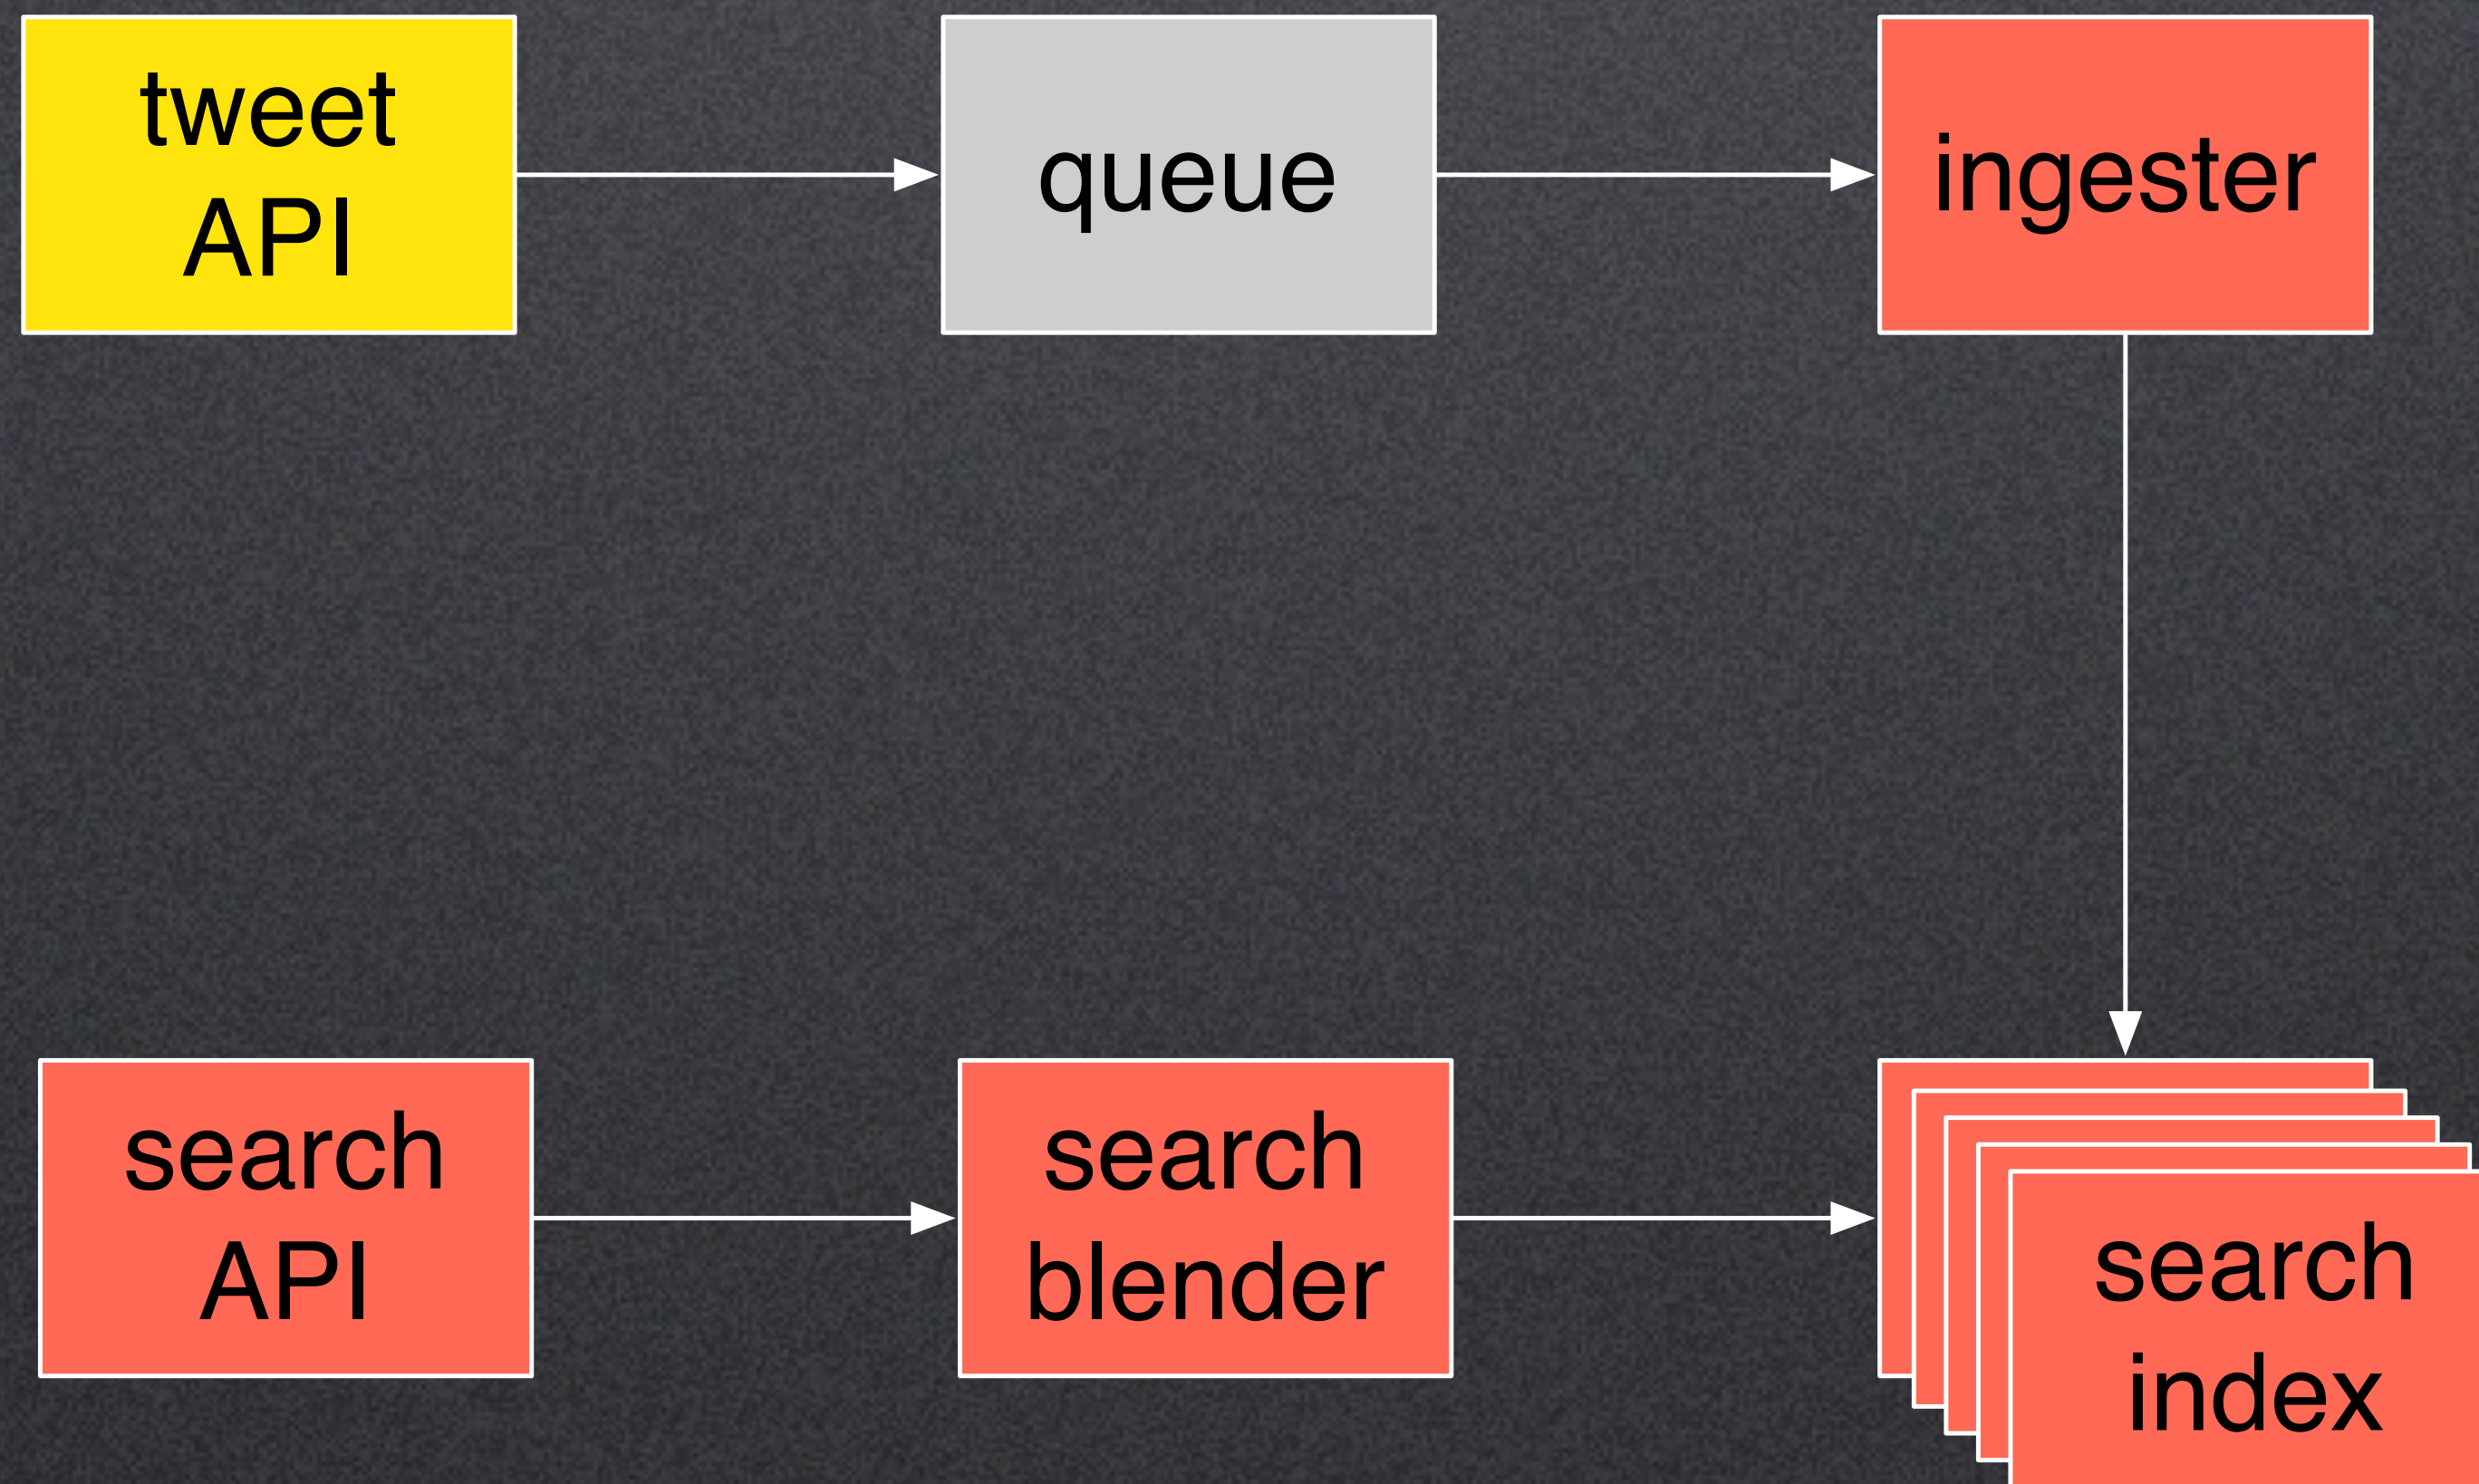 tweet
API
queue
ingester
search
API
search
blender
search
index